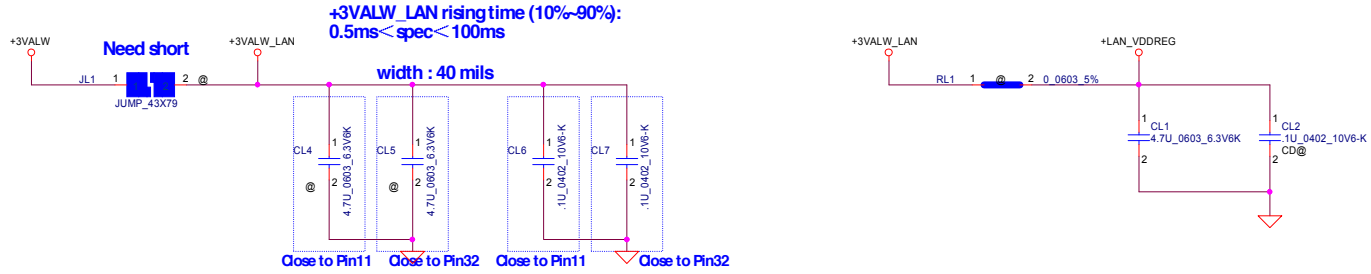 +3VALW_LAN rising time (10%~90%):
0.5ms＜spec＜100ms
+3VALW
Need short
+3VALW_LAN
JL1
1
2
@
JUMP_43X79
width : 40 mils
1
CL4
2
@
4.7U_0603_6.3V6K
1
CL5
2
@
4.7U_0603_6.3V6K
1
CL6
2
.1U_0402_10V6-K
1
CL7
2
.1U_0402_10V6-K
Close to Pin11
Close to Pin32
Close to Pin11
Close to Pin32
+3VALW_LAN
+LAN_VDDREG
RL1
1
@
2
0_0603_5%
1
CL1
4.7U_0603_6.3V6K
2
1
CL2
.1U_0402_10V6-K
CD@
2